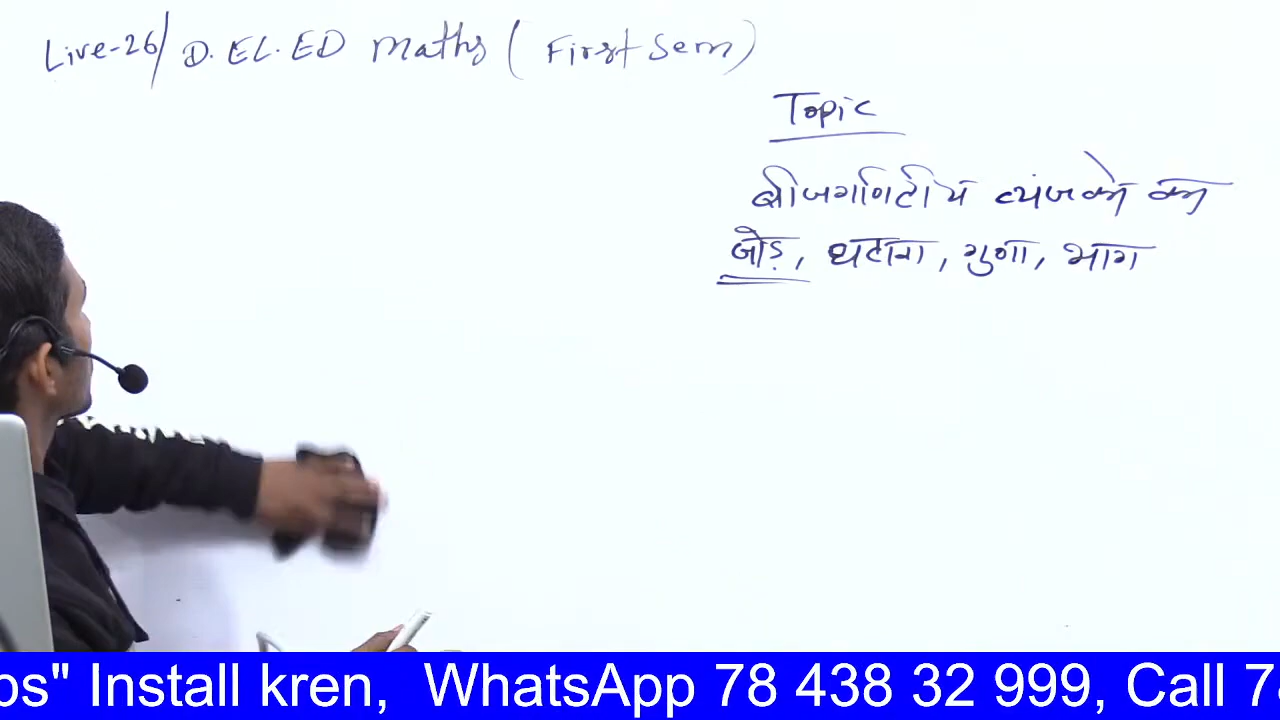 Live-26/ D.EL.ED Maths ( First Sem)
Topic
बीजगणितीय व्यंजको का
जोड़, घटाना, गुणा, भाग
ps" Install kren, WhatsApp 78 438 32 999, Call 7